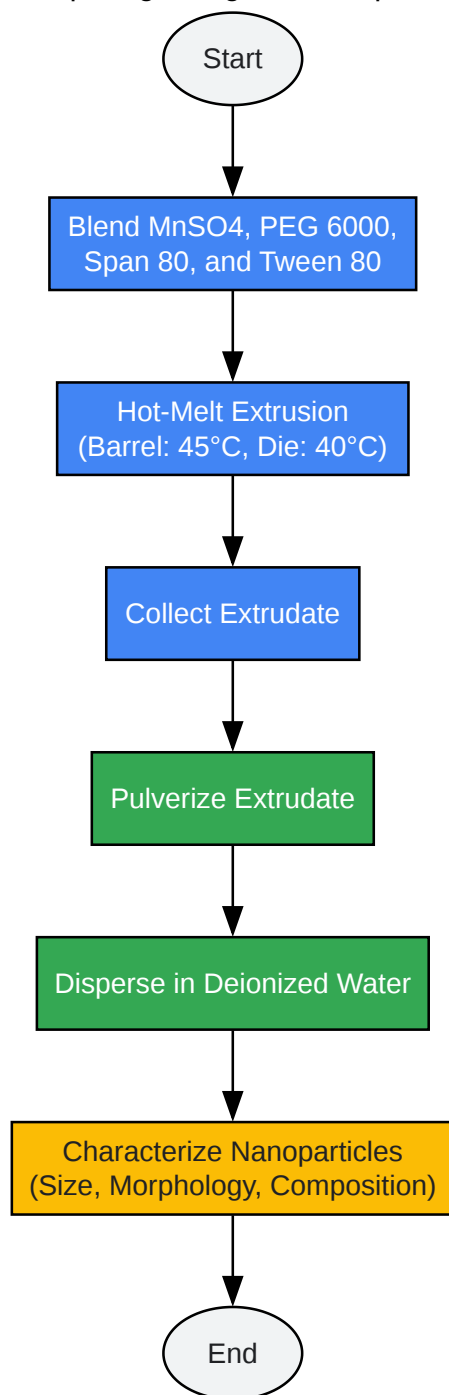 Start
Blend MnSO4, PEG 6000,
Span 80, and Tween 80
Hot-Melt Extrusion
(Barrel: 45°C, Die: 40°C)
Collect Extrudate
Pulverize Extrudate
Disperse in Deionized Water
Characterize Nanoparticles
(Size, Morphology, Composition)
End